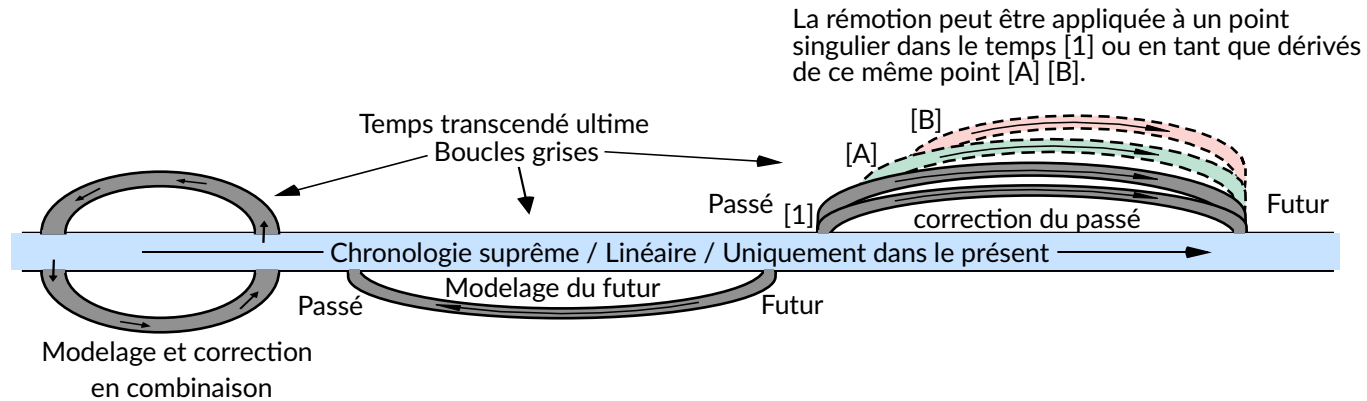 La rémotion peut être appliquée à un point
singulier dans le temps [1] ou en tant que dérivés
de ce même point [A] [B].
Temps transcendé ultime
Boucles grises
[B]
[A]
Passé
[1]
correction du passé
Futur
Chronologie suprême / Linéaire / Uniquement dans le présent
Passé
Modelage du futur
Futur
Modelage et correction
en combinaison